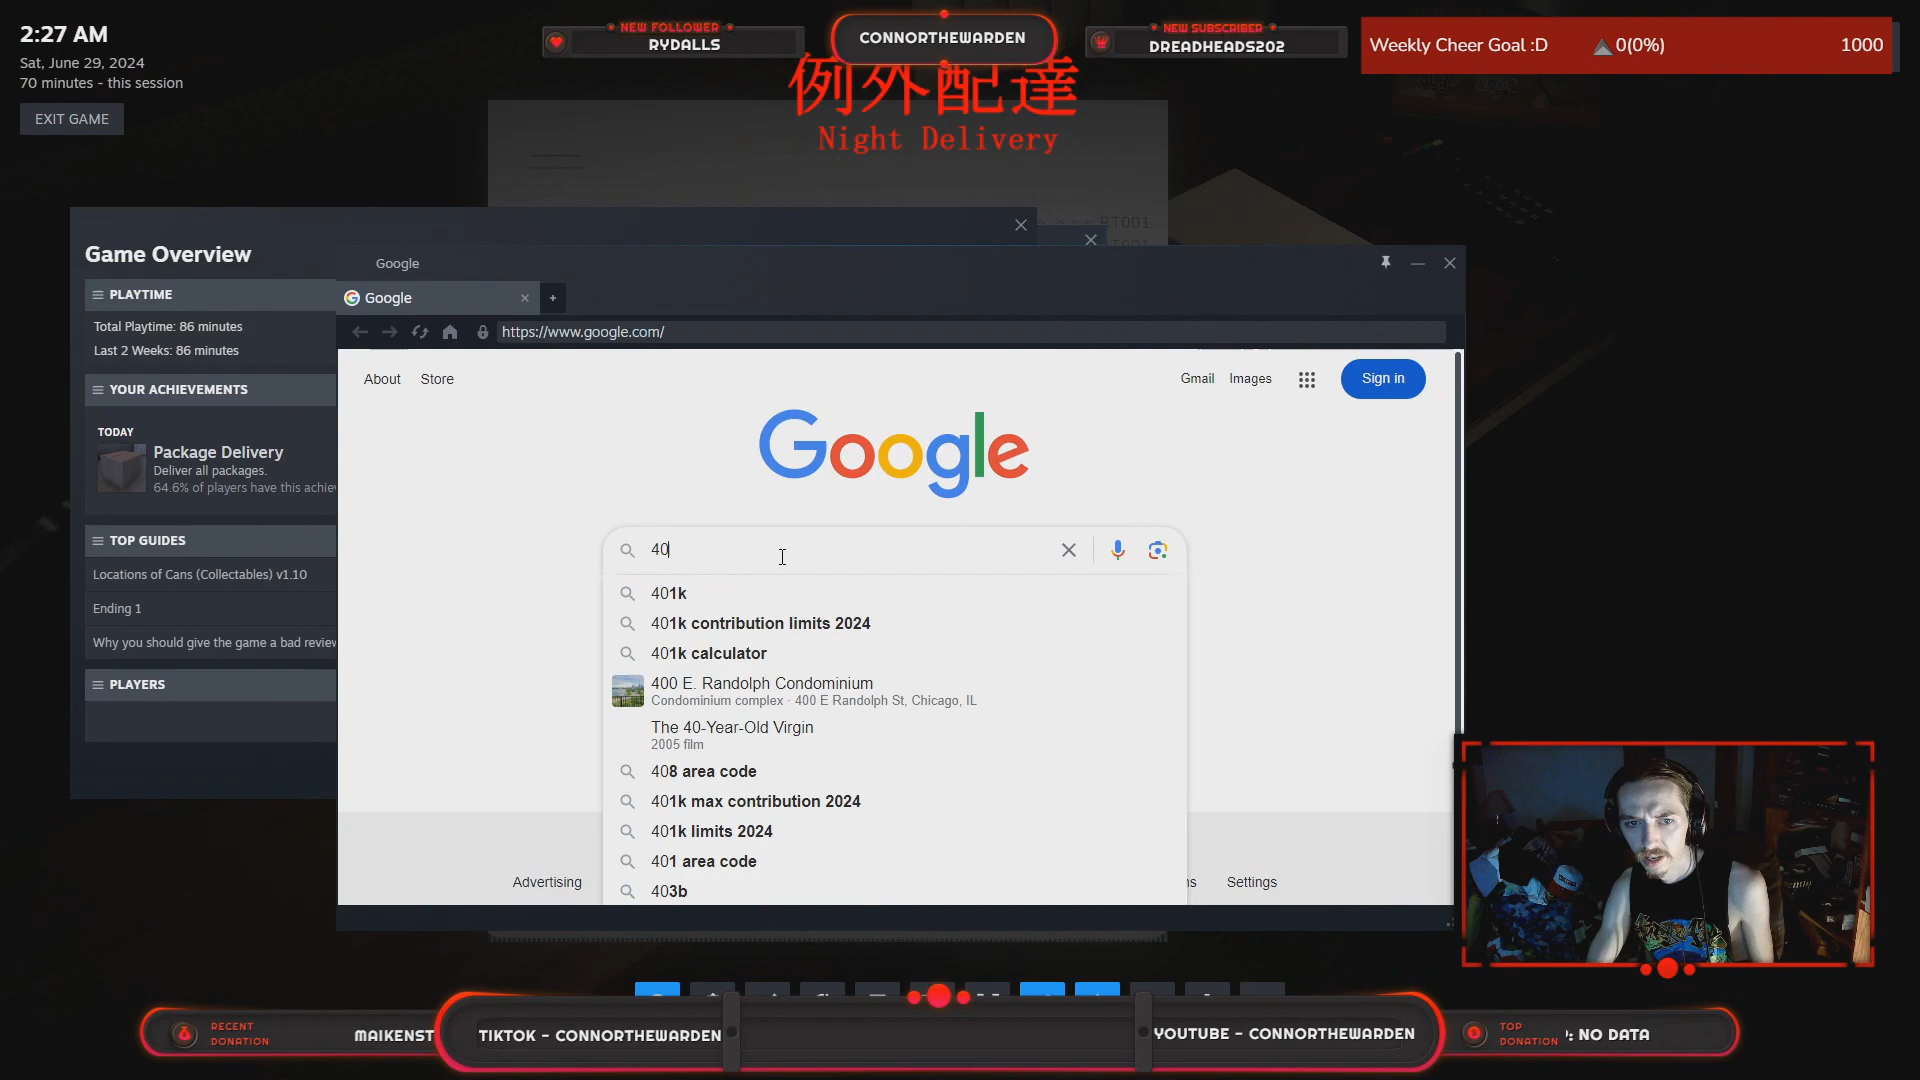 2:27 AM
Sat, June 29, 2024
70 minutes - this session
EXIT GAME
NEW FOLLOWER
RYDALLS
CONNORTHEWARDEN
NEW SUBSCRIBER
DREADHEADS202
Weekly Cheer Goal :D
0(0%)
1000
例外配達
Night Delivery
RT001
Game Overview
PLAYTIME
Total Playtime: 86 minutes
Last 2 Weeks: 86 minutes
YOUR ACHIEVEMENTS
TODAY
Package Delivery
Deliver all packages.
64.6% of players have this achiev
TOP GUIDES
Locations of Cans (Collectables) v1.10
Ending 1
Why you should give the game a bad review
PLAYERS
Google
Google
https://www.google.com/
About
Store
Gmail
Images
Sign in
Google
40
401k
401k contribution limits 2024
401k calculator
400 E. Randolph Condominium
Condominium complex · 400 E Randolph St, Chicago, IL
The 40-Year-Old Virgin
2005 film
408 area code
401k max contribution 2024
401k limits 2024
401 area code
403b
Advertising
ns
Settings
RECENT
DONATION
MAIKENST
TIKTOK - CONNORTHEWARDEN
YOUTUBE - CONNORTHEWARDEN
TOP
DONATION
: NO DATA